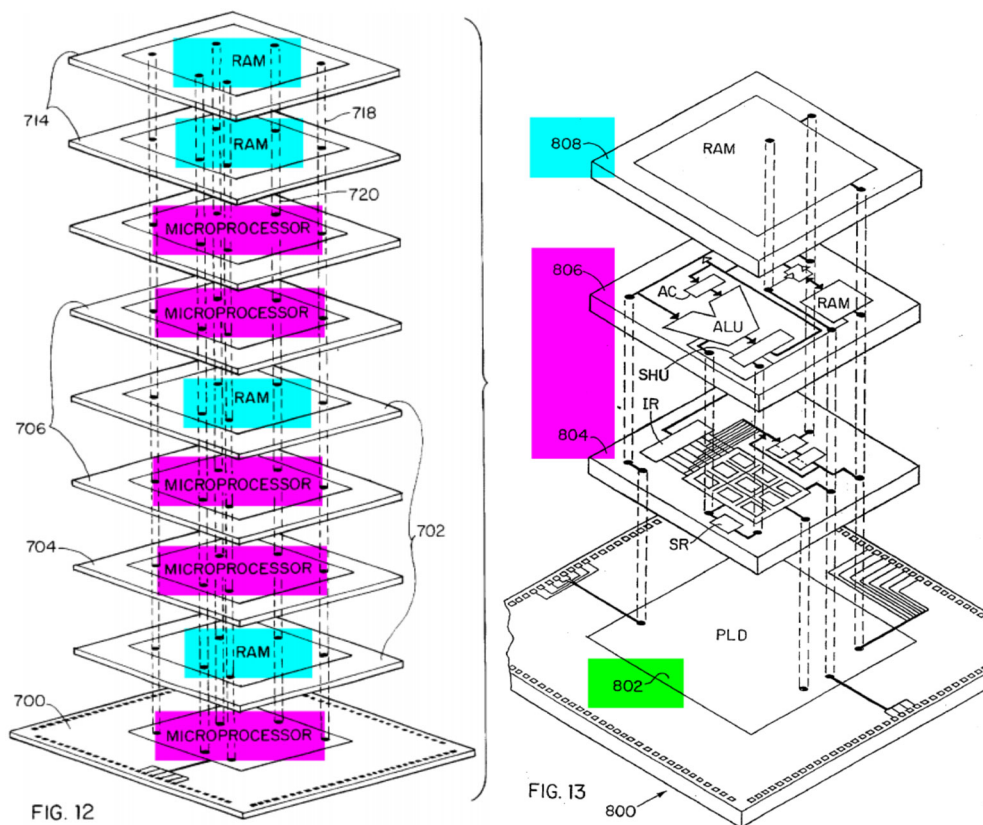 RAM
714
718
RAM
720
MICROPROCESSOR
MICROPROCESSOR
RAM
706
MICROPROCESSOR
702
704
MICROPROCESSOR
RAM
700
MICROPROCESSOR
FIG. 12
808
RAM
806
AC
RAM
ALU
SHU
IR
804
SR
PLD
802
FIG. 13
800